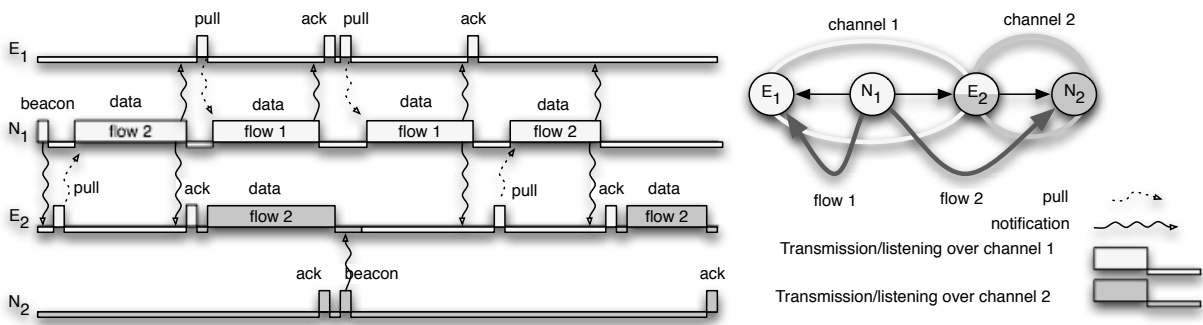 pull ack pull ack
E1
beacon data data data data
N1 flow 2 flow 1 flow 1 flow 2
pull ack data pull ack data
E2 flow 2 flow 2
ack beacon ack
N2
channel 1 channel 2
E1 N1 E2 N2
flow 1 flow 2
pull
notification
Transmission/listening over channel 1
Transmission/listening over channel 2